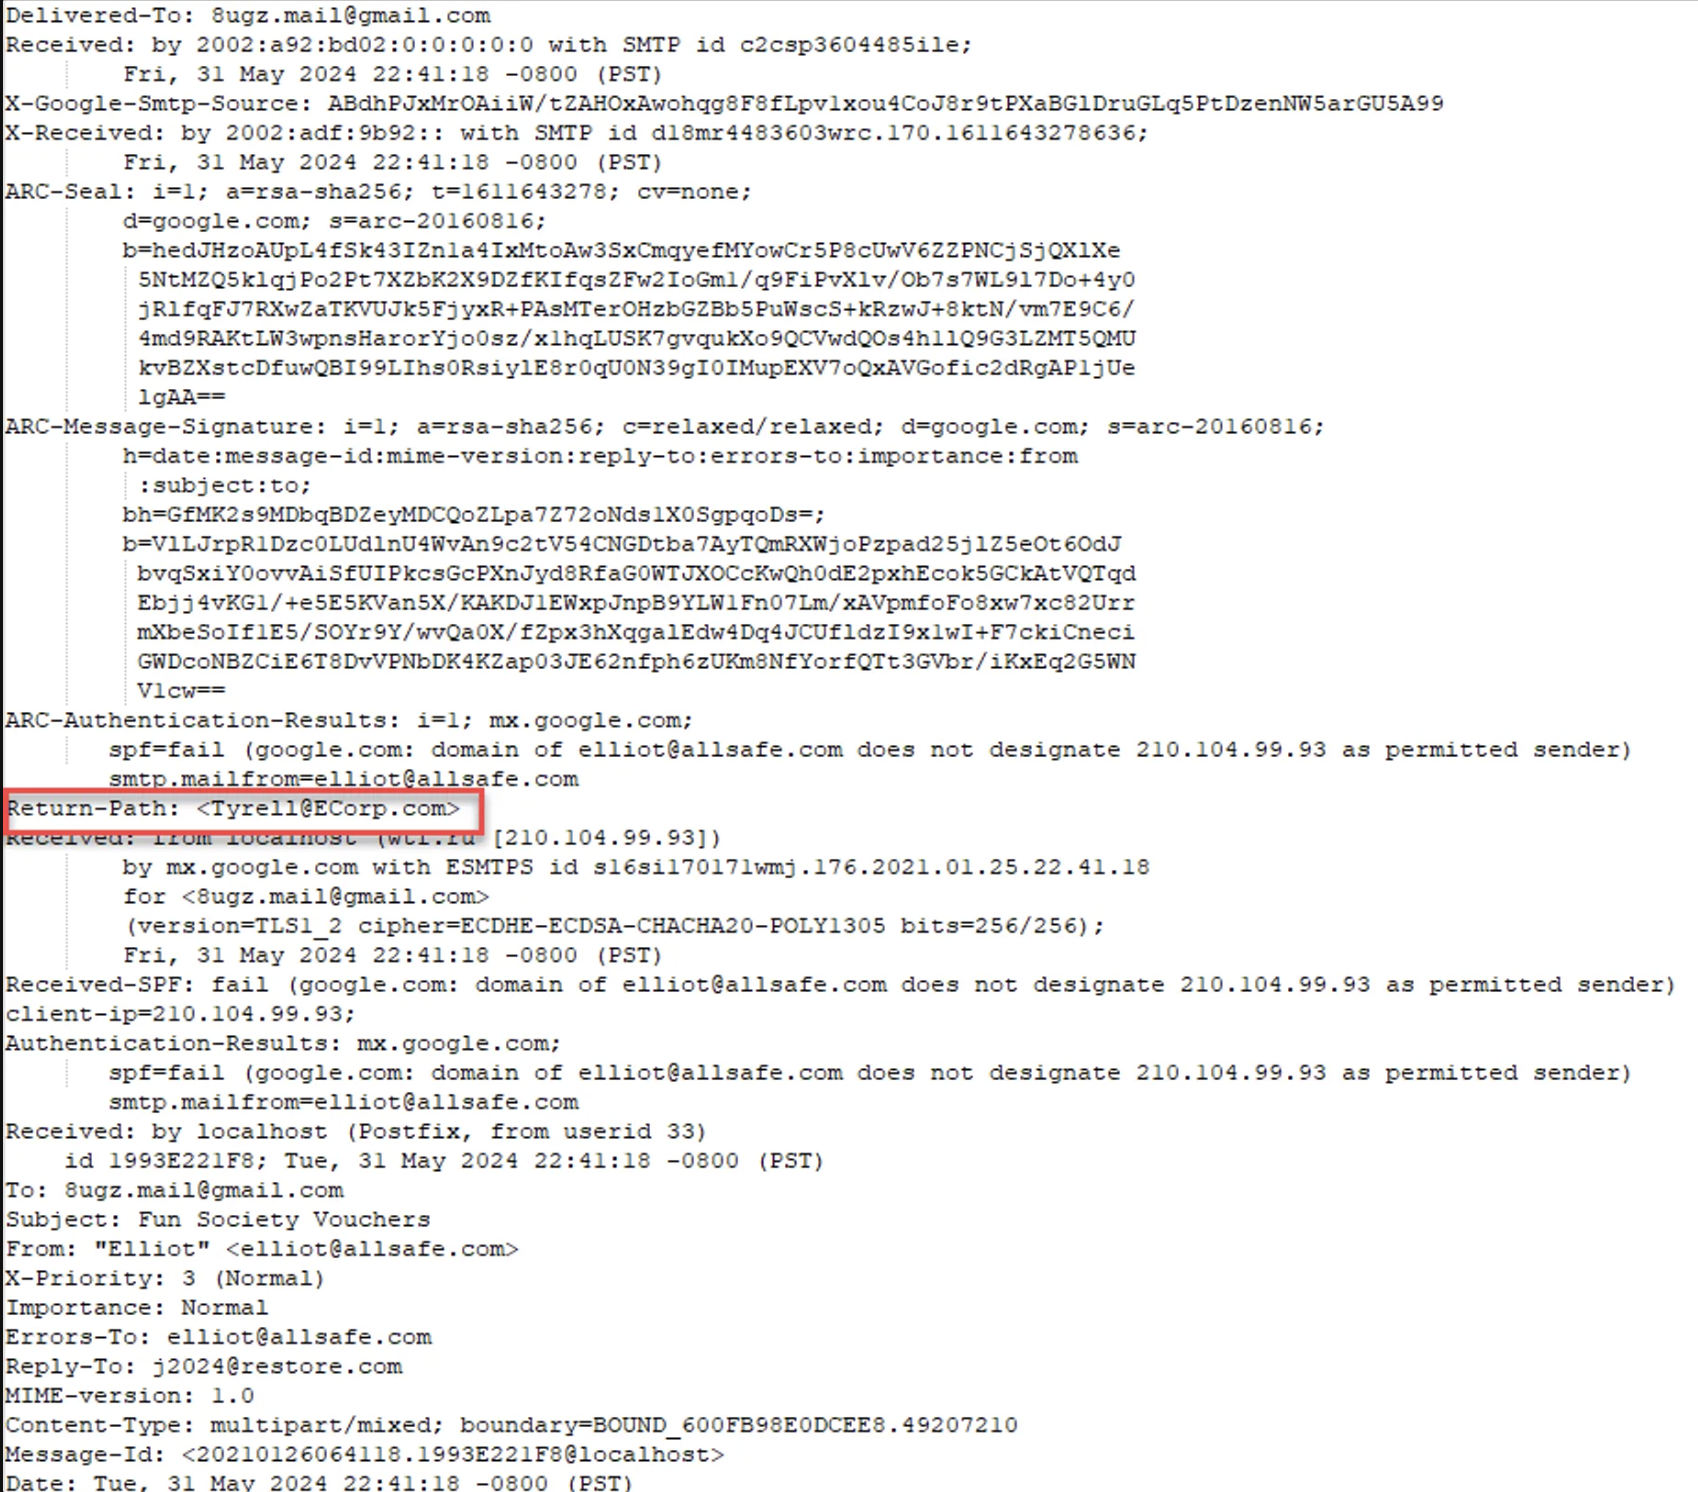 Delivered-To: 8ugz.mail@gmail.com
Received: by 2002:a92:bd02:0:0:0:0:0 with SMTP id c2csp3604485ile;
Fri, 31 May 2024 22:41:18 -0800 (PST)
X-Google-Smtp-Source: ABdhPJxMrOAiiW/tZAHOxAwohqg8F8fLpvlxou4CoJ8r9tPXaBGlDruGLq5PtDzenNW5arGU5A99
X-Received: by 2002:adf:9b92:: with SMTP id d18mr4483603wrc.170.1611643278636;
Fri, 31 May 2024 22:41:18 -0800 (PST)
ARC-Seal: i=1; a=rsa-sha256; t=1611643278; cv=none;
d=google.com; s=arc-20160816;
b=hedJHzoAUpL4fSk43IZnla4IxMtoAw3SxCmqyefMYowCr5P8cUwV6ZZPNCjSjQXlXe
5NtMZQ5klqjPo2Pt7XZbK2X9DZfKIfqsZFw2IoGml/q9FiPvXlv/Ob7s7WL9l7Do+4y0
jRlfqFJ7RXwZaTKVUJk5FjyxR+PAsMTerOHzbGZBb5PuWscS+kRzwJ+8ktN/vm7E9C6/
4md9RAKtLW3wpnsHarorYjo0sz/xlhqLUSK7gvqukXo9QCVwdQOs4hllQ9G3LZMT5QMU
kvBZXstcDfuwQBI99LIhs0RsiylE8r0qU0N39gI0IMupEXV7oQxAVGofic2dRgAPljUe
lgAA==
ARC-Message-Signature: i=1; a=rsa-sha256; c=relaxed/relaxed; d=google.com; s=arc-20160816;
h=date:message-id:mime-version:reply-to:errors-to:importance:from
:subject:to;
bh=GfMK2s9MDbqBDZeyMDCQoZLpa7Z72oNdslX0SgpqoDs=;
b=VlLJrpRlDzc0LUdlnU4WvAn9c2tV54CNGDtba7AyTQmRXWjoPzpad25jlZ5eOt6OdJ
bvqSxiY0ovvAiSfUIPkcsGcPXnJyd8RfaG0WTJXOCcKwQh0dE2pxhEcok5GCkAtVQTqd
Ebjj4vKGl/+e5E5KVan5X/KAKDJlEWxpJnpB9YLWlFn07Lm/xAVpmfoFo8xw7xc82Urr
mXbeSoIflE5/SOYr9Y/wvQa0X/fZpx3hXqgalEdw4Dq4JCUfldzI9xlwI+F7ckiCneci
GWDcoNBZCiE6T8DvVPNbDK4KZap03JE62nfph6zUKm8NfYorfQTt3GVbr/iKxEq2G5WN
Vlcw==
ARC-Authentication-Results: i=1; mx.google.com;
spf=fail (google.com: domain of elliot@allsafe.com does not designate 210.104.99.93 as permitted sender)
smtp.mailfrom=elliot@allsafe.com
Return-Path: <Tyrell@ECorp.com>
Received: from localhost (wtl.ru [210.104.99.93])
by mx.google.com with ESMTPS id s16si170171wmj.176.2021.01.25.22.41.18
for <8ugz.mail@gmail.com>
(version=TLS1_2 cipher=ECDHE-ECDSA-CHACHA20-POLY1305 bits=256/256);
Fri, 31 May 2024 22:41:18 -0800 (PST)
Received-SPF: fail (google.com: domain of elliot@allsafe.com does not designate 210.104.99.93 as permitted sender)
client-ip=210.104.99.93;
Authentication-Results: mx.google.com;
spf=fail (google.com: domain of elliot@allsafe.com does not designate 210.104.99.93 as permitted sender)
smtp.mailfrom=elliot@allsafe.com
Received: by localhost (Postfix, from userid 33)
id 1993E221F8; Tue, 31 May 2024 22:41:18 -0800 (PST)
To: 8ugz.mail@gmail.com
Subject: Fun Society Vouchers
From: "Elliot" <elliot@allsafe.com>
X-Priority: 3 (Normal)
Importance: Normal
Errors-To: elliot@allsafe.com
Reply-To: j2024@restore.com
MIME-version: 1.0
Content-Type: multipart/mixed; boundary=BOUND_600FB98E0DCEE8.49207210
Message-Id: <20210126064118.1993E221F8@localhost>
Date: Tue, 31 May 2024 22:41:18 -0800 (PST)